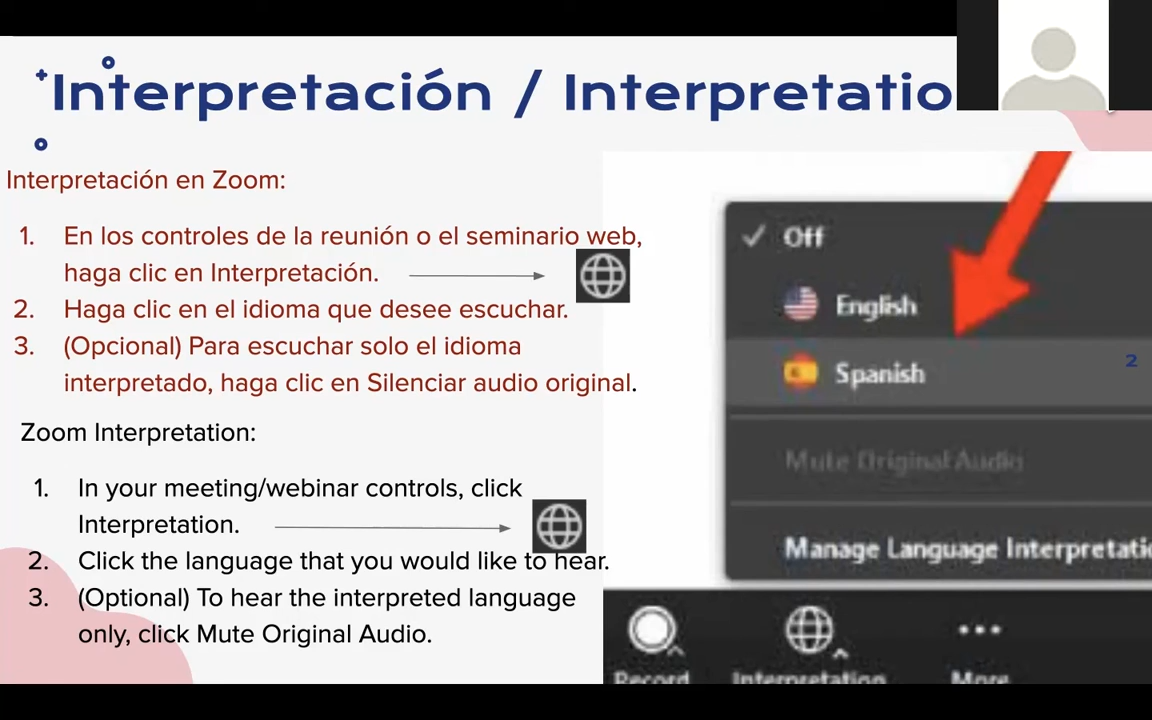 Interpretación / Interpretatio
Interpretación en Zoom:
1. En los controles de la reunión o el seminario web,
haga clic en Interpretación.
2. Haga clic en el idioma que desee escuchar.
3. (Opcional) Para escuchar solo el idioma
interpretado, haga clic en Silenciar audio original.
Zoom Interpretation:
1. In your meeting/webinar controls, click
Interpretation.
2. Click the language that you would like to hear.
3. (Optional) To hear the interpreted language
only, click Mute Original Audio.
Off
English
Spanish
2
Mute Original Audio
Manage Language Interpretatio
Record
Interpretation
More